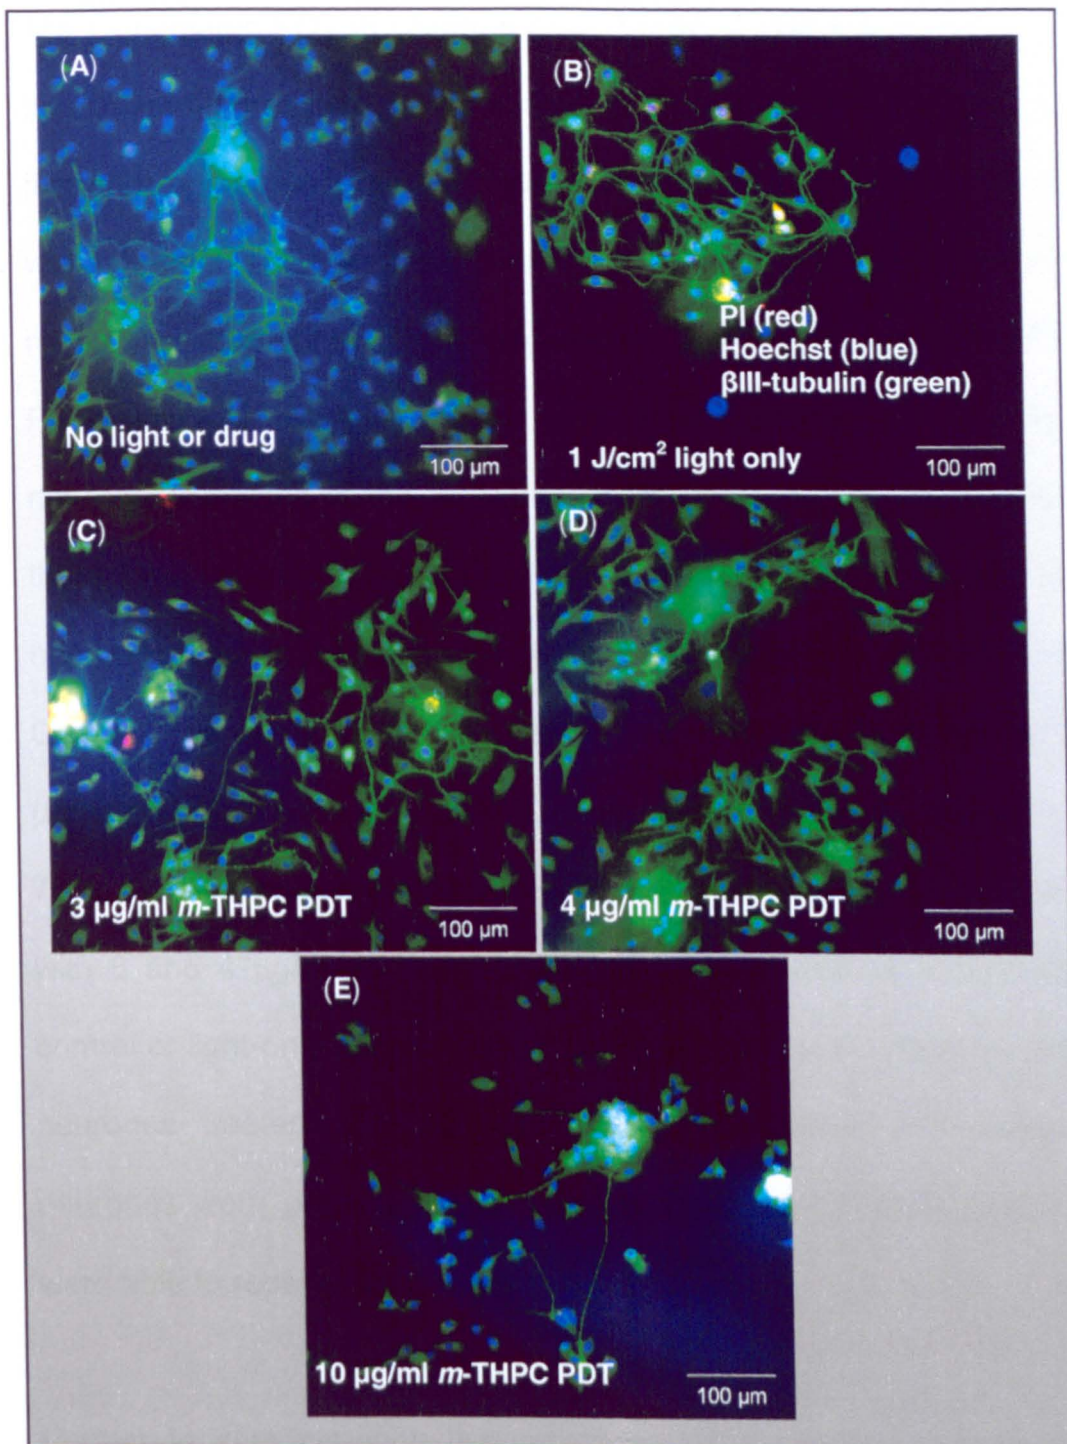 (A)
No light or drug
100 µm
(B)
PI (red)
Hoechst (blue)
βIII-tubulin (green)
1 J/cm² light only
100 µm
(C)
3 µg/ml m-THPC PDT
100 µm
(D)
4 µg/ml m-THPC PDT
100 µm
(E)
10 µg/ml m-THPC PDT
100 µm